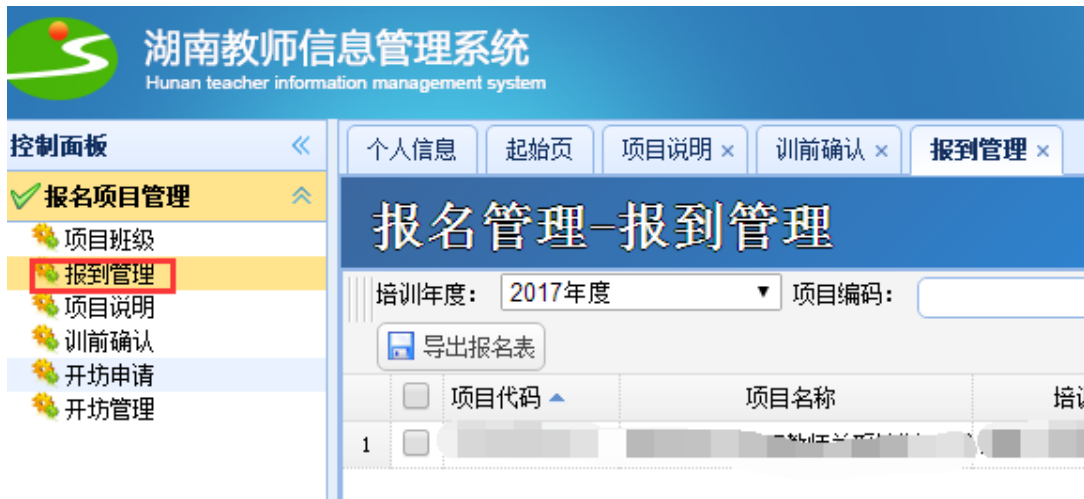 湖南教师信息管理系统
Hunan teacher information management system
控制面板
个人信息 起始页 项目说明 训前确认 报到管理
报名项目管理
项目班级
报到管理
项目说明
训前确认
开坊申请
开坊管理
报名管理-报到管理
培训年度： 2017年度 项目编码：
导出报名表
项目代码 项目名称 培
1